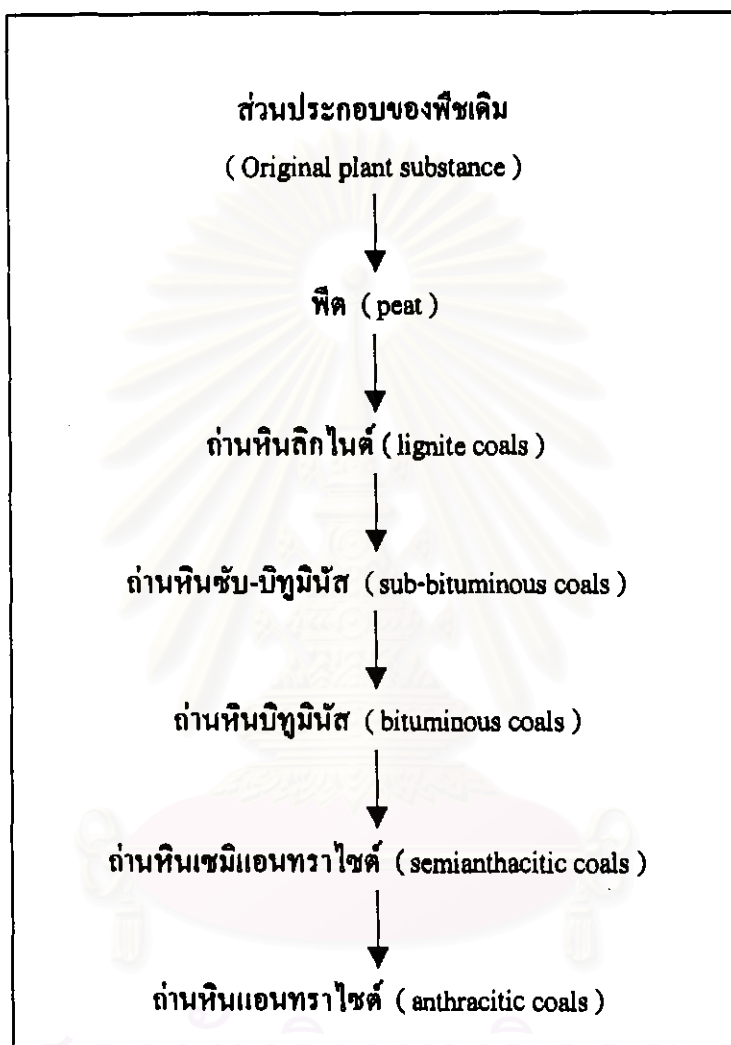 ส่วนประกอบของพืชเดิม
( Original plant substance )
พีต ( peat )
ถ่านหินลิกไนต์ ( lignite coals )
ถ่านหินซับ-บิทูมินัส ( sub-bituminous coals )
ถ่านหินบิทูมินัส ( bituminous coals )
ถ่านหินเซมิแอนทราไซต์ ( semianthacitic coals )
ถ่านหินแอนทราไซต์ ( anthracitic coals )